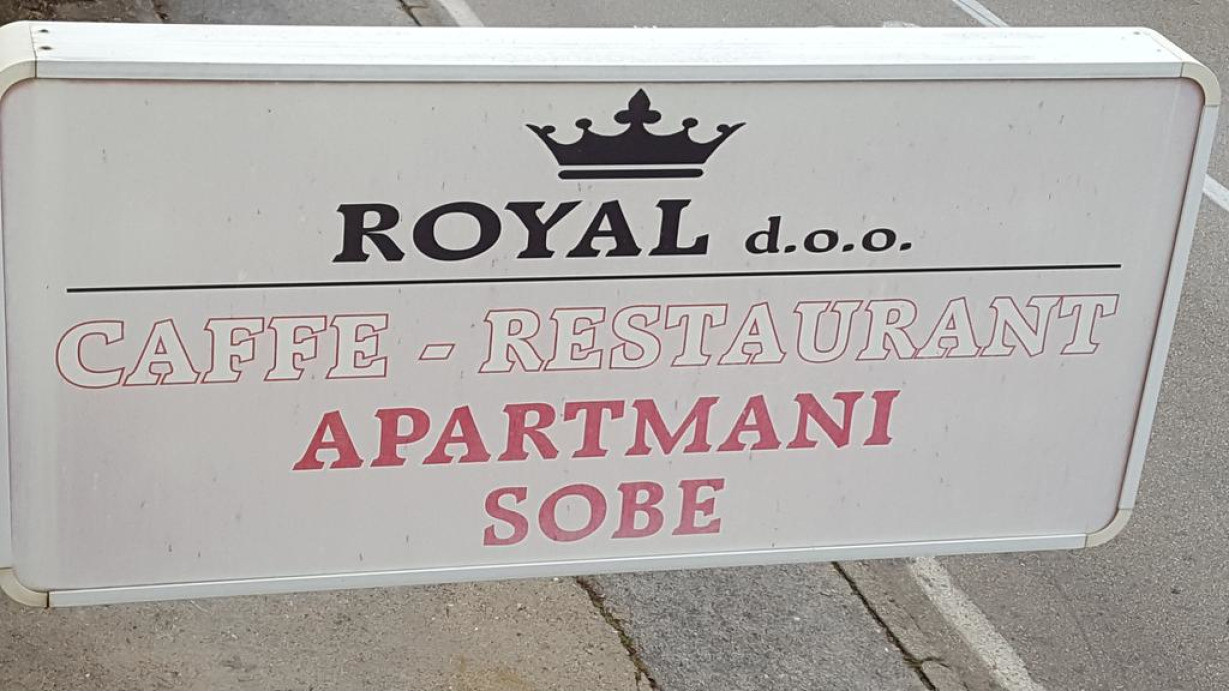 ROYAL d.o.o.
CAFFE - RESTAURANT
APARTMANI
SOBE